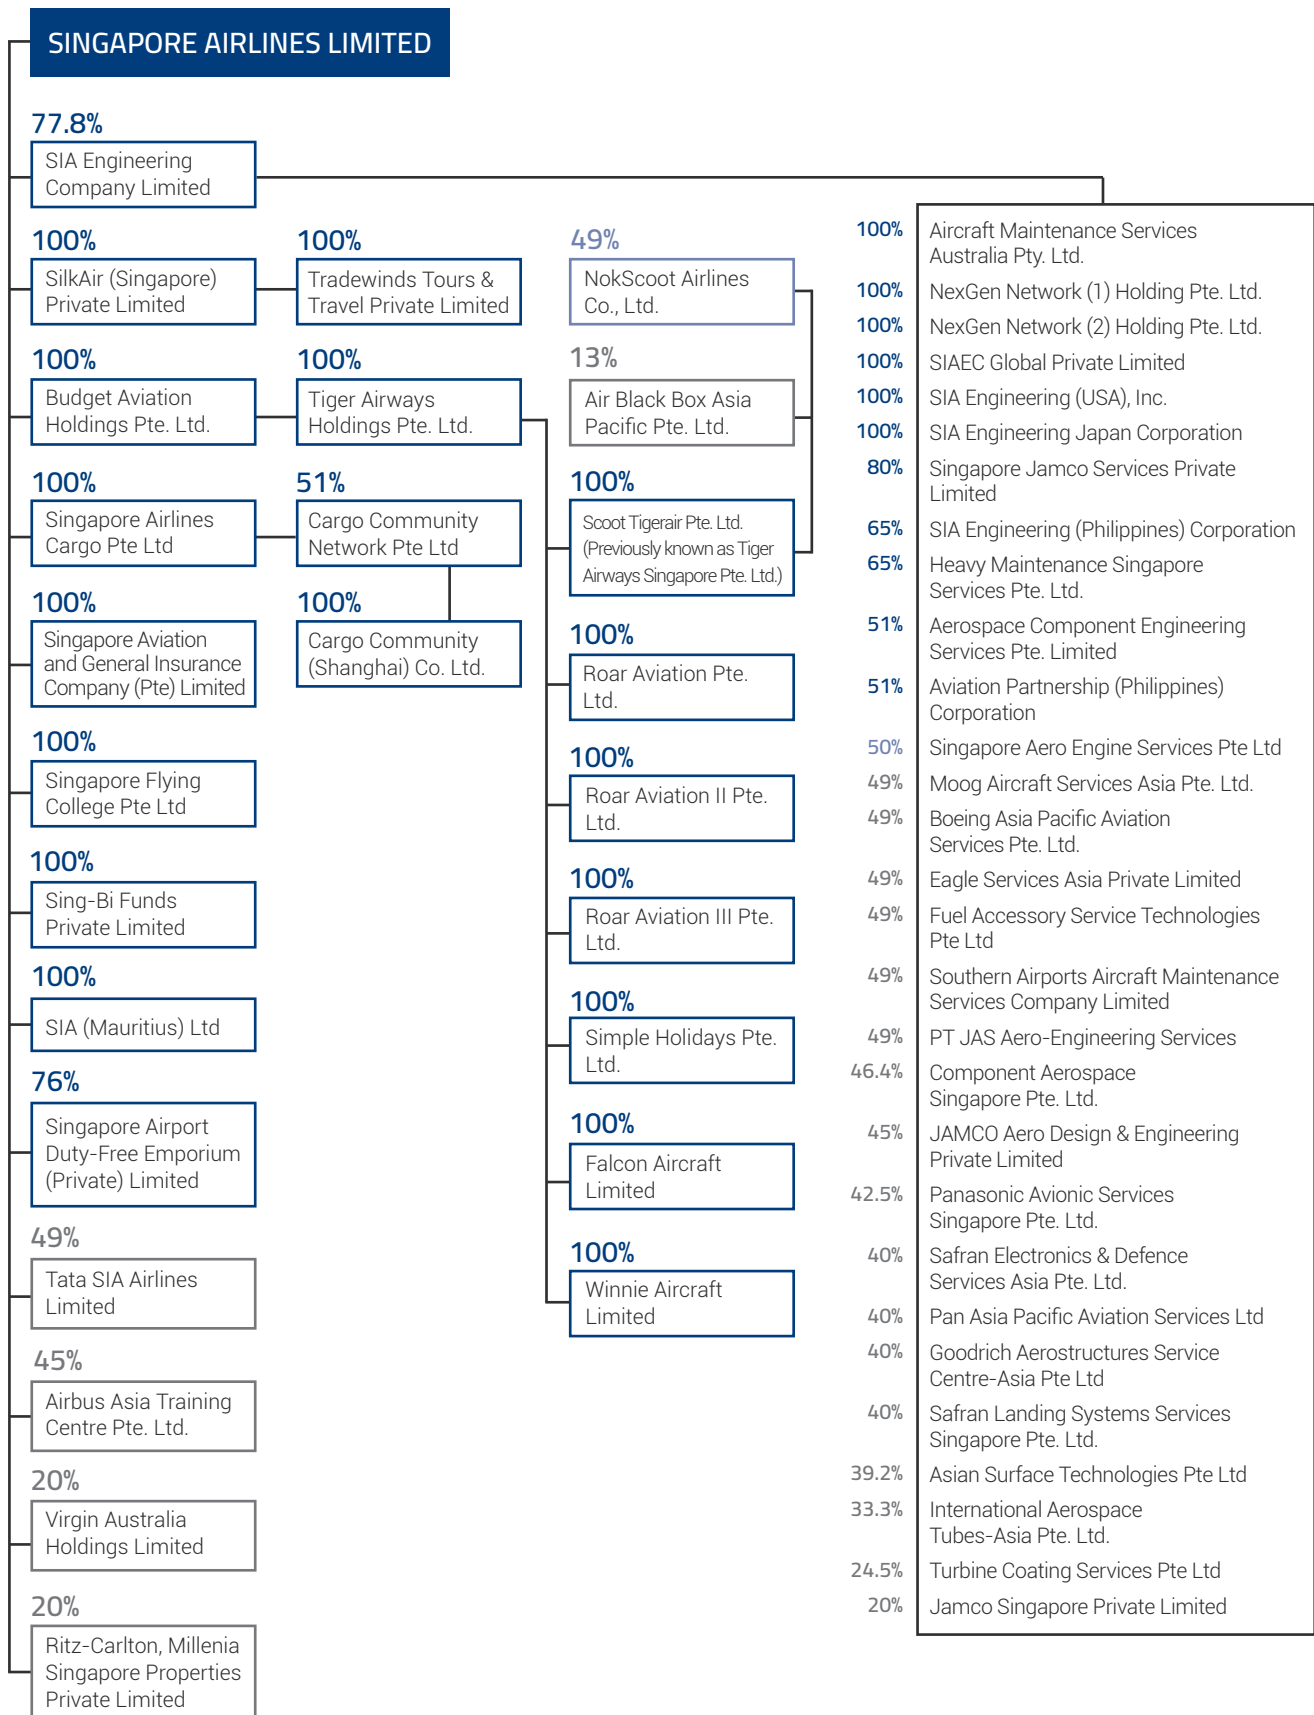 SINGAPORE AIRLINES LIMITED
77.8%
SIA Engineering
Company Limited
100%
SilkAir (Singapore)
Private Limited
100%
Tradewinds Tours &
Travel Private Limited
100%
Budget Aviation
Holdings Pte. Ltd.
100%
Tiger Airways
Holdings Pte. Ltd.
100%
Singapore Airlines
Cargo Pte Ltd
51%
Cargo Community
Network Pte Ltd
100%
Cargo Community
(Shanghai) Co. Ltd.
100%
Singapore Aviation
and General Insurance
Company (Pte) Limited
100%
Singapore Flying
College Pte Ltd
100%
Sing-Bi Funds
Private Limited
100%
SIA (Mauritius) Ltd
76%
Singapore Airport
Duty-Free Emporium
(Private) Limited
49%
Tata SIA Airlines
Limited
45%
Airbus Asia Training
Centre Pte. Ltd.
20%
Virgin Australia
Holdings Limited
20%
Ritz-Carlton, Millenia
Singapore Properties
Private Limited
49%
NokScoot Airlines
Co., Ltd.
13%
Air Black Box Asia
Pacific Pte. Ltd.
100%
Scoot Tigerair Pte. Ltd.
(Previously known as Tiger
Airways Singapore Pte. Ltd.)
100%
Roar Aviation Pte.
Ltd.
100%
Roar Aviation II Pte.
Ltd.
100%
Roar Aviation III Pte.
Ltd.
100%
Simple Holidays Pte.
Ltd.
100%
Falcon Aircraft
Limited
100%
Winnie Aircraft
Limited
100% Aircraft Maintenance Services
Australia Pty. Ltd.
100% NexGen Network (1) Holding Pte. Ltd.
100% NexGen Network (2) Holding Pte. Ltd.
100% SIAEC Global Private Limited
100% SIA Engineering (USA), Inc.
100% SIA Engineering Japan Corporation
80% Singapore Jamco Services Private
Limited
65% SIA Engineering (Philippines) Corporation
65% Heavy Maintenance Singapore
Services Pte. Ltd.
51% Aerospace Component Engineering
Services Pte. Limited
51% Aviation Partnership (Philippines)
Corporation
50% Singapore Aero Engine Services Pte Ltd
49% Moog Aircraft Services Asia Pte. Ltd.
49% Boeing Asia Pacific Aviation
Services Pte. Ltd.
49% Eagle Services Asia Private Limited
49% Fuel Accessory Service Technologies
Pte Ltd
49% Southern Airports Aircraft Maintenance
Services Company Limited
49% PT JAS Aero-Engineering Services
46.4% Component Aerospace
Singapore Pte. Ltd.
45% JAMCO Aero Design & Engineering
Private Limited
42.5% Panasonic Avionic Services
Singapore Pte. Ltd.
40% Safran Electronics & Defence
Services Asia Pte. Ltd.
40% Pan Asia Pacific Aviation Services Ltd
40% Goodrich Aerostructures Service
Centre-Asia Pte Ltd
40% Safran Landing Systems Services
Singapore Pte. Ltd.
39.2% Asian Surface Technologies Pte Ltd
33.3% International Aerospace
Tubes-Asia Pte. Ltd.
24.5% Turbine Coating Services Pte Ltd
20% Jamco Singapore Private Limited